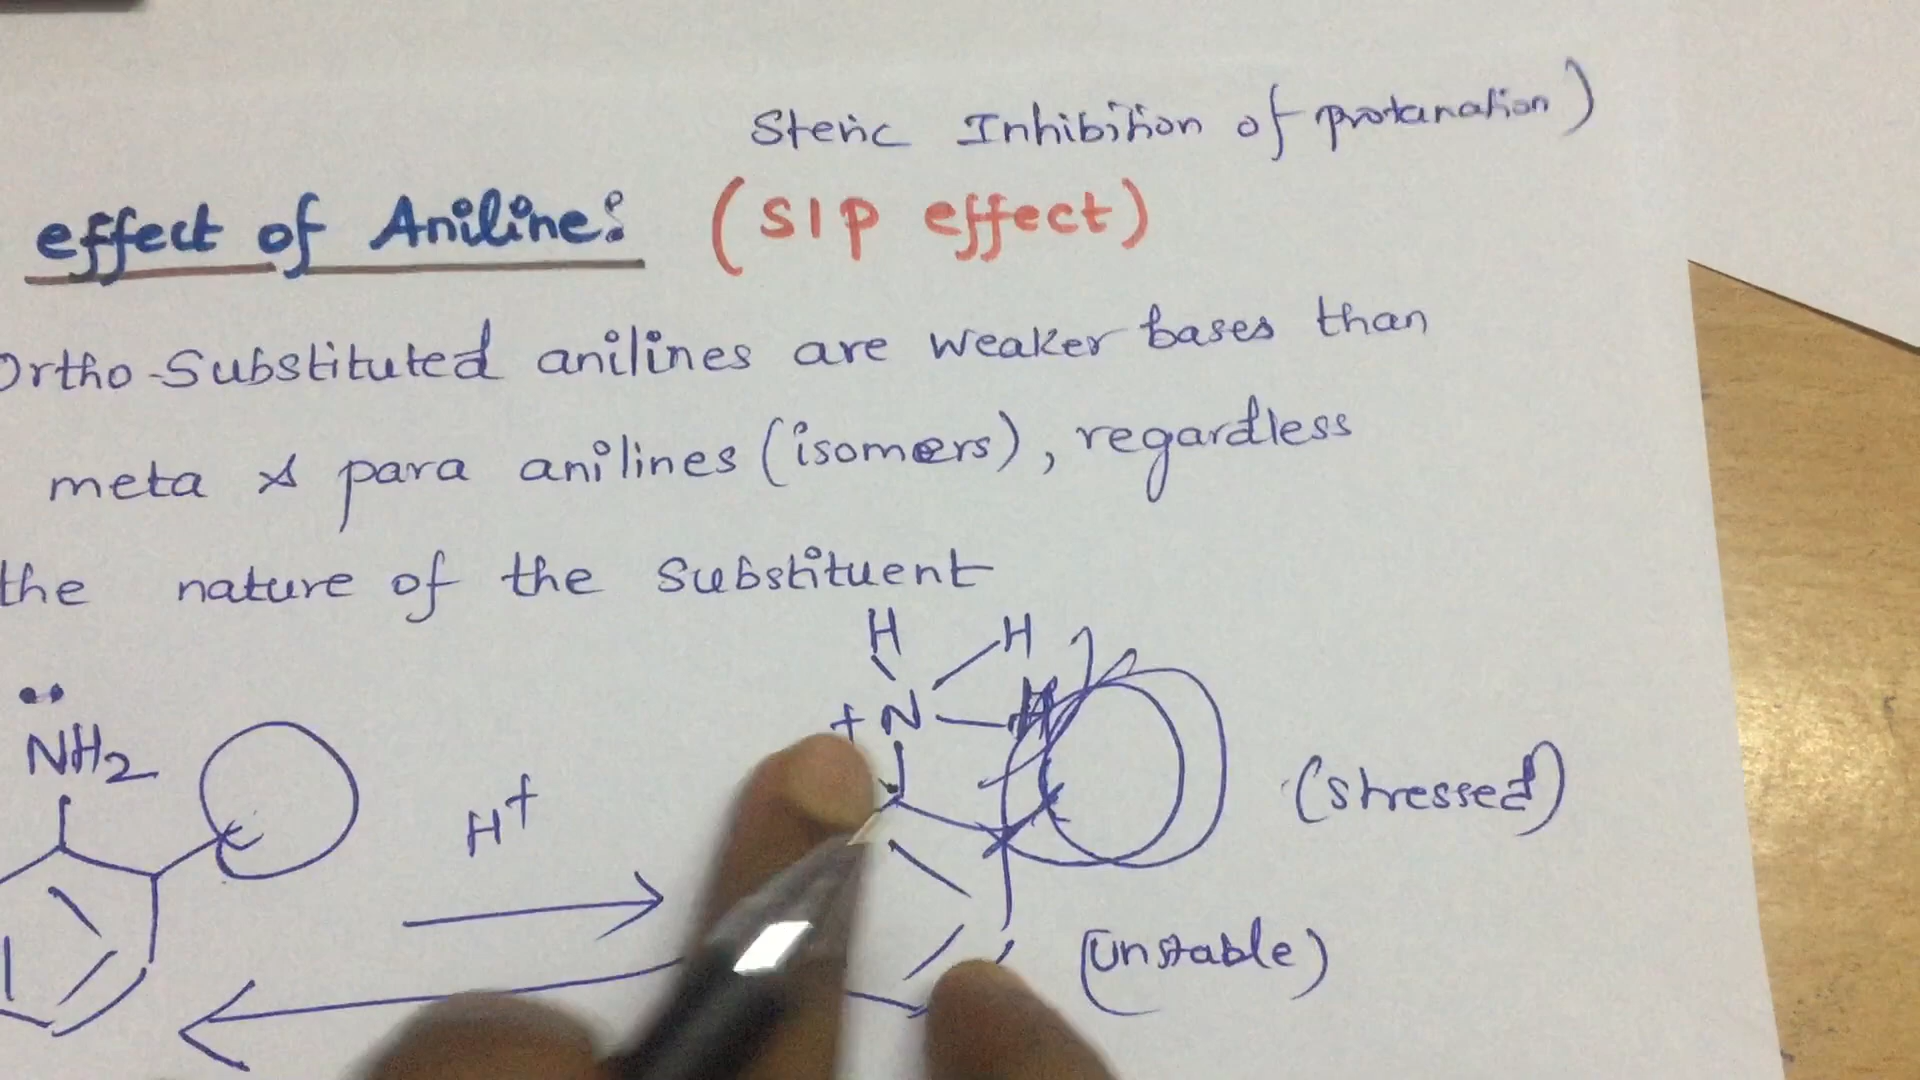 Steric Inhibition of protanation)
effect of Aniline: (SIP effect)
Ortho-Substituted anilines are weaker bases than
meta & para anilines (isomers), regardless
the nature of the substituent
H H
NH2 + N H
H+ (stressed)
(unstable)